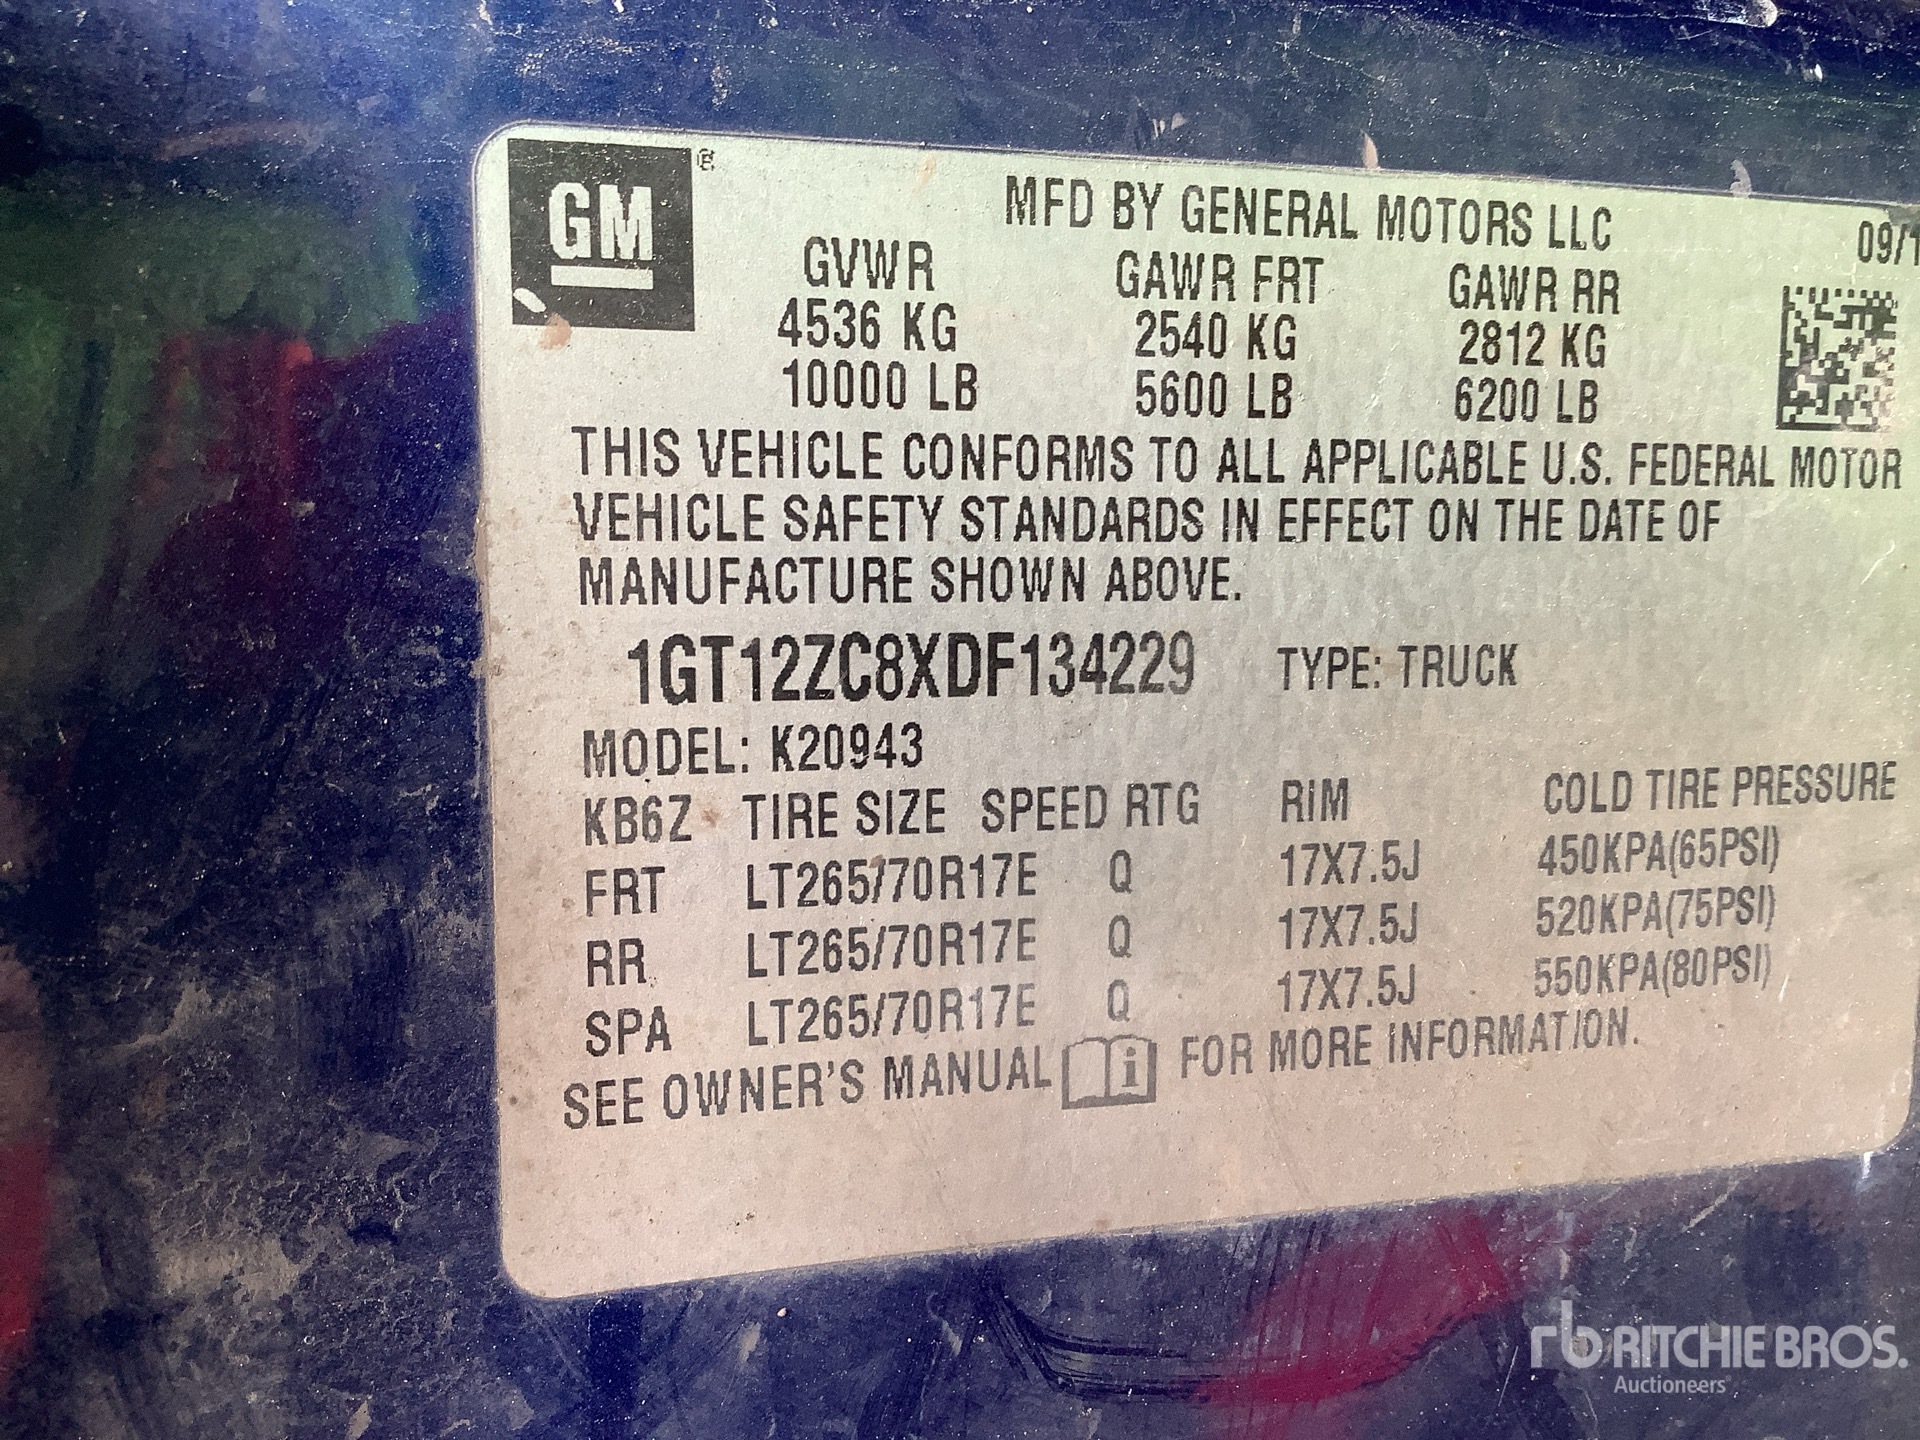 GM ®
MFD BY GENERAL MOTORS LLC 09/1
GVWR GAWR FRT GAWR RR
4536 KG 2540 KG 2812 KG
10000 LB 5600 LB 6200 LB
THIS VEHICLE CONFORMS TO ALL APPLICABLE U.S. FEDERAL MOTOR
VEHICLE SAFETY STANDARDS IN EFFECT ON THE DATE OF
MANUFACTURE SHOWN ABOVE.
1GT12ZC8XDF134229 TYPE: TRUCK
MODEL: K20943
KB6Z TIRE SIZE SPEED RTG RIM COLD TIRE PRESSURE
FRT LT265/70R17E Q 17X7.5J 450KPA(65PSI)
RR LT265/70R17E Q 17X7.5J 520KPA(75PSI)
SPA LT265/70R17E Q 17X7.5J 550KPA(80PSI)
SEE OWNER'S MANUAL i FOR MORE INFORMATION.
rb RITCHIE BROS.
Auctioneers